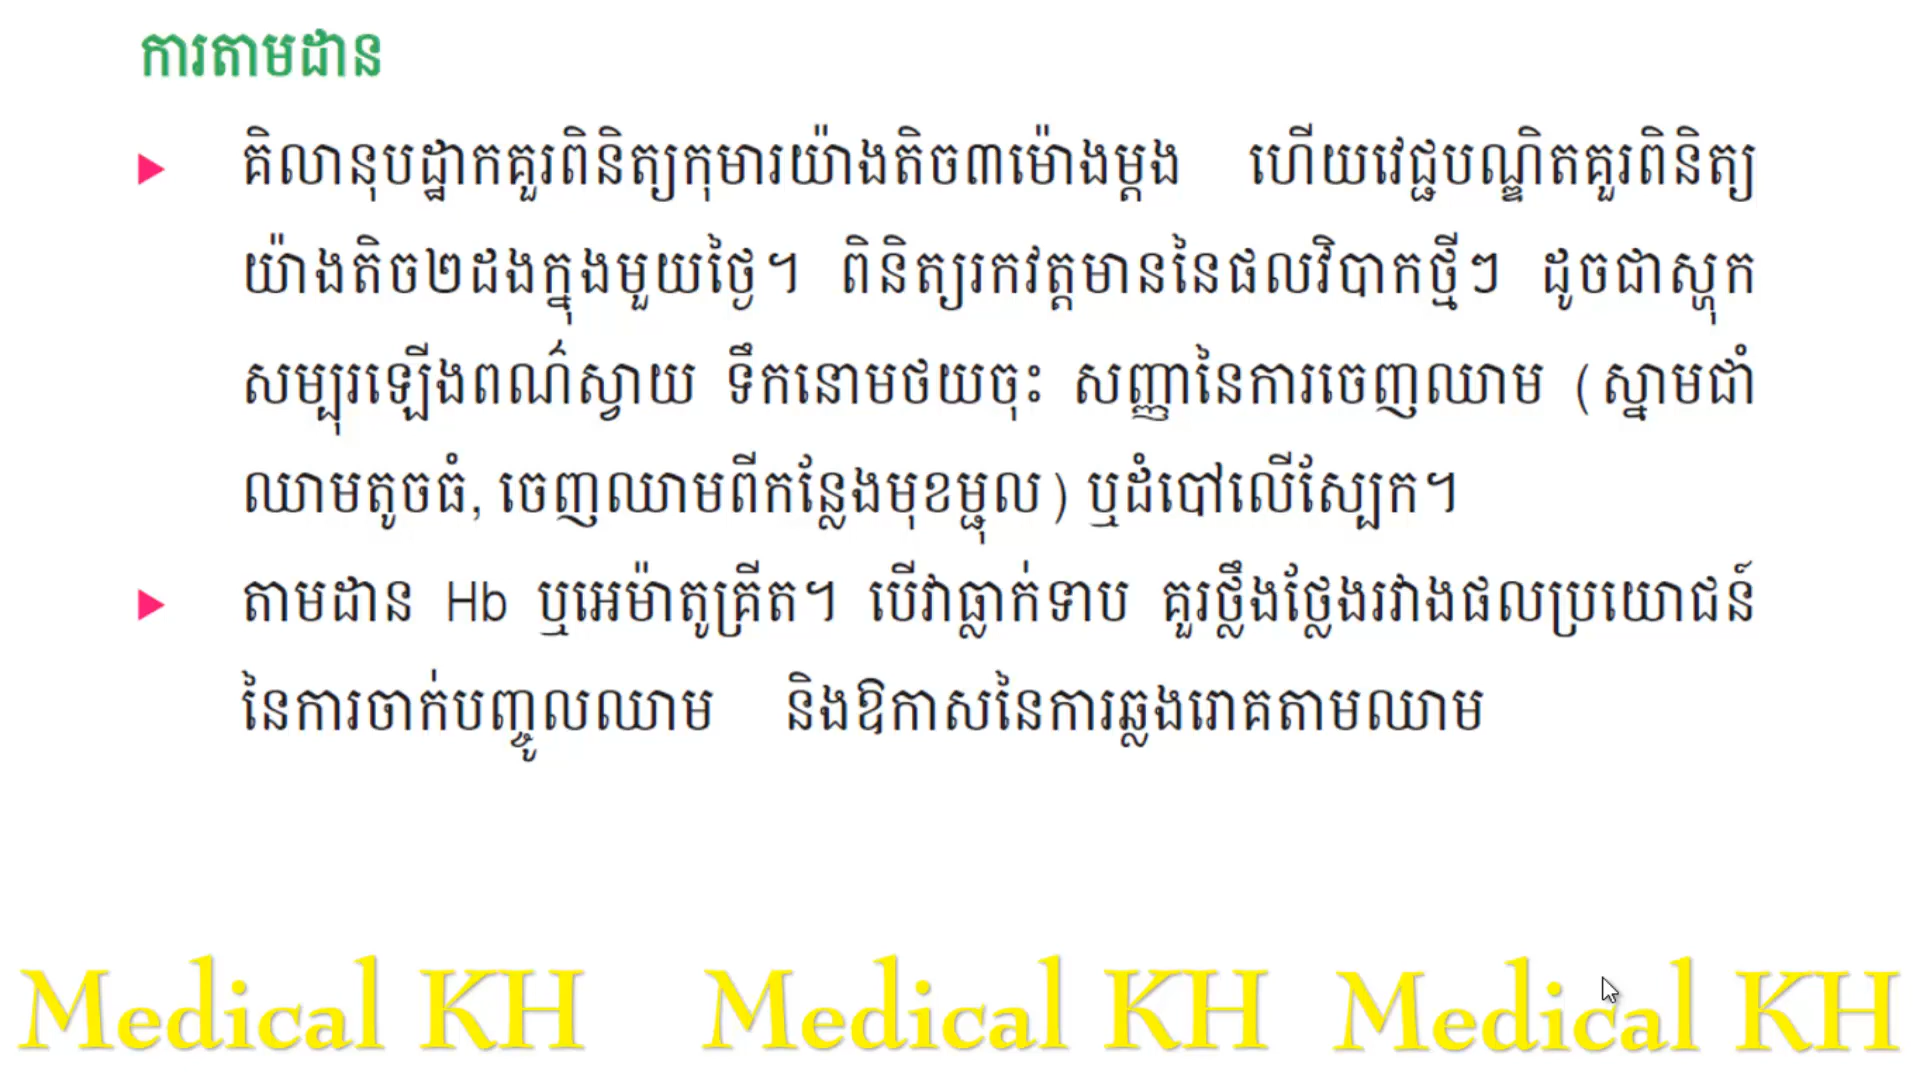 ការតាមដាន
គិលានុបដ្ឋាកគួរពិនិត្យកុមារយ៉ាងតិច៣ម៉ោងម្តង ហើយវេជ្ជបណ្ឌិតគួរពិនិត្យ
យ៉ាងតិច២ដងក្នុងមួយថ្ងៃ។ ពិនិត្យរកវត្តមាននៃផលវិបាកថ្មីៗ ដូចជាស្ហុក
សម្បុរឡើងពណ៌ស្វាយ ទឹកនោមថយចុះ សញ្ញានៃការចេញឈាម (ស្នាមជាំ
ឈាមតូចធំ, ចេញឈាមពីកន្លែងមុខម្ជុល) ឬដំបៅលើស្បែក។
តាមដាន Hb ឬអេម៉ាតូគ្រីត។ បើវាធ្លាក់ទាប គួរថ្លឹងថ្លែងរវាងផលប្រយោជន៍
នៃការចាក់បញ្ចូលឈាម និងឱកាសនៃការឆ្លងរោគតាមឈាម
Medical KH Medical KH Medical KH